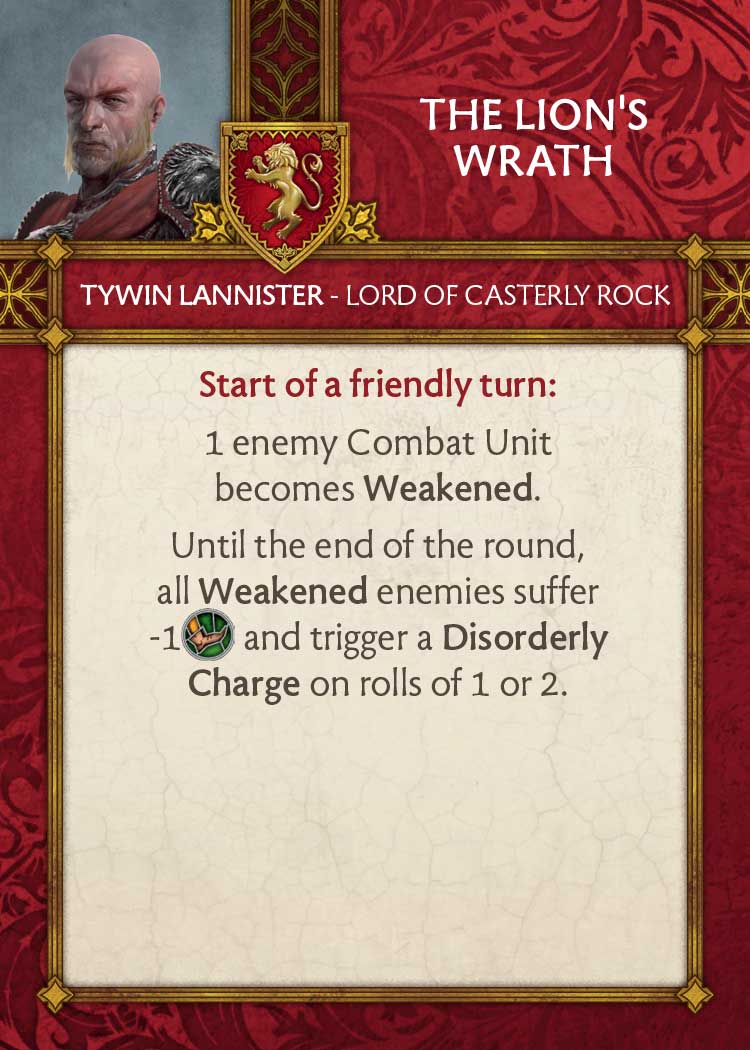 THE LION'S
WRATH
TYWIN LANNISTER - LORD OF CASTERLY ROCK
Start of a friendly turn:
1 enemy Combat Unit
becomes Weakened.
Until the end of the round,
all Weakened enemies suffer
-1 and trigger a Disorderly
Charge on rolls of 1 or 2.